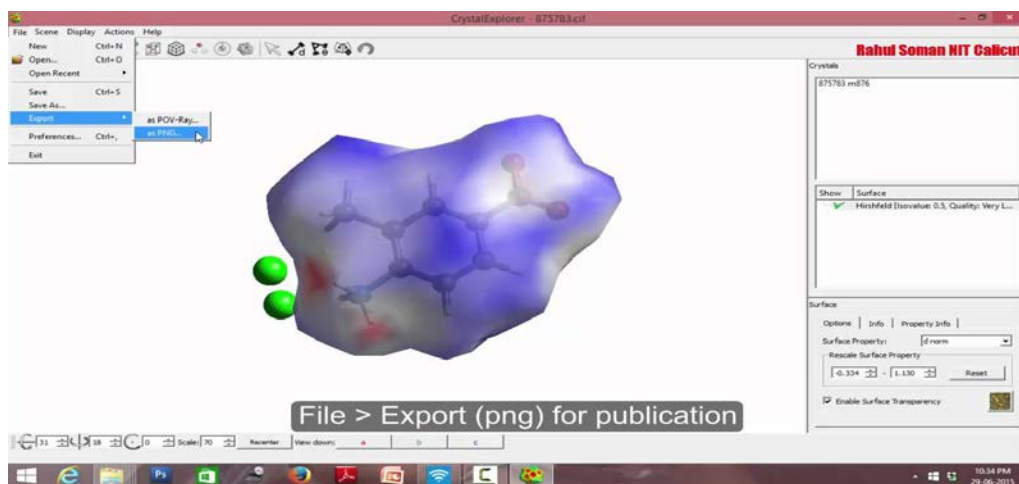 CrystalExplorer - 875783.cif
File Scene Display Actions Help
New Ctrl+N
Open... Ctrl+O
Open Recent
Save Ctrl+S
Save As...
Export
as POV-Ray...
as PNG...
Preferences... Ctrl+,
Exit
Rahul Soman NIT Calicut
Crystals
875783 m876
Show Surface
Hirshfeld [Isovalue: 0.5, Quality: Very L...
Surface
Options Info Property Info
Surface Property: d norm
Rescale Surface Property
-0.334 - 1.130 Reset
Enable Surface Transparency
File > Export (png) for publication
31 18 0 Scale: 70 Recenter View down: a b c
Ps
10:34 PM
29-06-2015